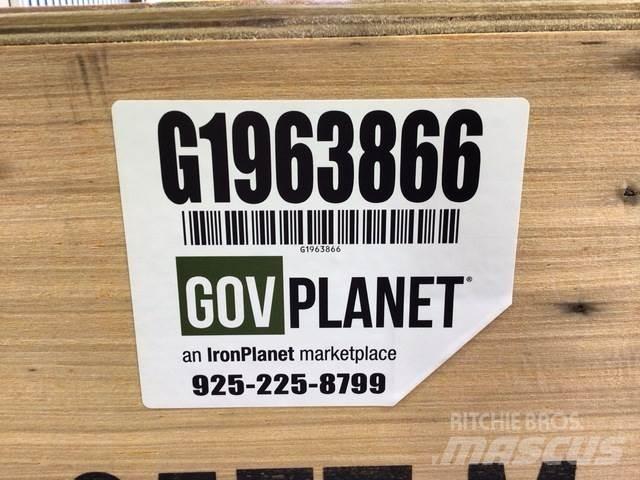 G1963866
G1963866
GOV PLANET®
an IronPlanet marketplace
925-225-8799
RITCHIE BROS.
MASCUS